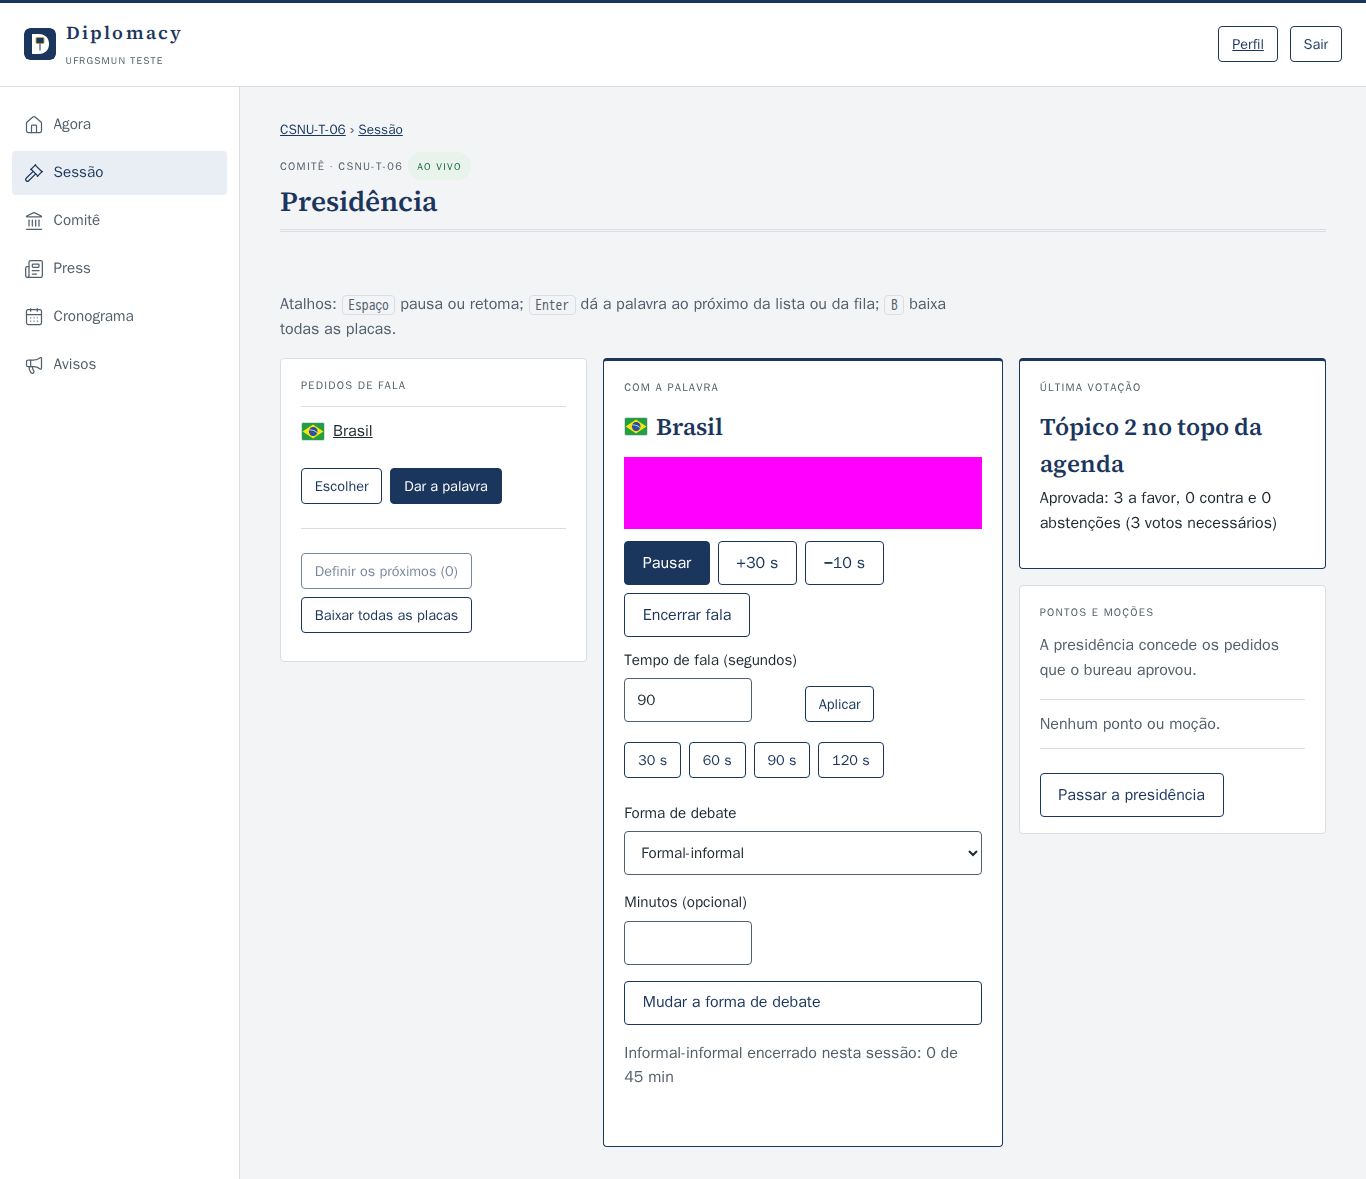 Diplomacy
UFRGSMUN TESTE
Perfil
Sair
Agora
Sessão
Comitê
Press
Cronograma
Avisos
CSNU-T-06 › Sessão
COMITÊ · CSNU-T-06 AO VIVO
Presidência
Atalhos: Espaço pausa ou retoma; Enter dá a palavra ao próximo da lista ou da fila; B baixa
todas as placas.
PEDIDOS DE FALA
Brasil
Escolher
Dar a palavra
Definir os próximos (0)
Baixar todas as placas
COM A PALAVRA
Brasil
Pausar
+30 s
−10 s
Encerrar fala
Tempo de fala (segundos)
90
Aplicar
30 s
60 s
90 s
120 s
Forma de debate
Formal-informal
Minutos (opcional)
Mudar a forma de debate
Informal-informal encerrado nesta sessão: 0 de
45 min
ÚLTIMA VOTAÇÃO
Tópico 2 no topo da
agenda
Aprovada: 3 a favor, 0 contra e 0
abstenções (3 votos necessários)
PONTOS E MOÇÕES
A presidência concede os pedidos
que o bureau aprovou.
Nenhum ponto ou moção.
Passar a presidência